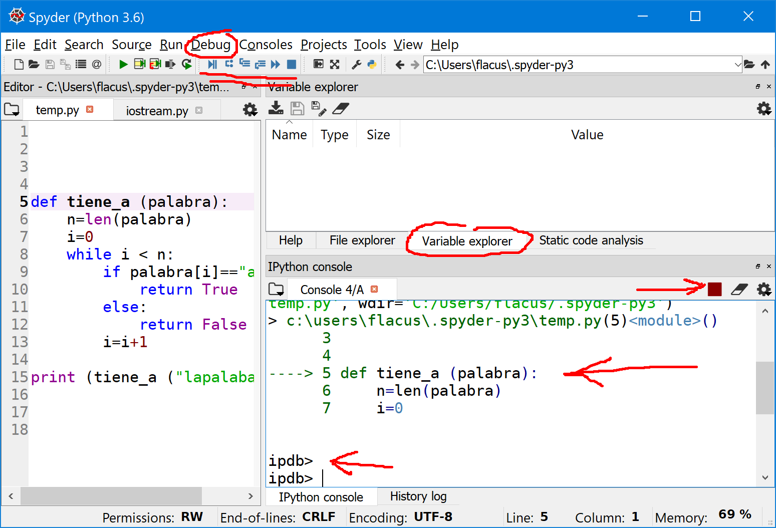 Spyder (Python 3.6)
File Edit Search Source Run Debug Consoles Projects Tools View Help
C:\Users\flacus\.spyder-py3
Editor - C:\Users\flacus\.spyder-py3\tem...
temp.py
iostream.py
1
2
3
4
5 def tiene_a (palabra):
6 n=len(palabra)
7 i=0
8 while i < n:
9 if palabra[i]=="a
10 return True
11 else:
12 return False
13 i=i+1
14
15 print (tiene_a ("lapalaba
16
17
18
Variable explorer
Name Type Size Value
Help File explorer Variable explorer Static code analysis
IPython console
Console 4/A
temp.py', wdir='C:/Users/flacus/.spyder-py3')
> c:\users\flacus\.spyder-py3\temp.py(5)<module>()
3
4
----> 5 def tiene_a (palabra):
6 n=len(palabra)
7 i=0
ipdb>
ipdb>
IPython console History log
Permissions: RW End-of-lines: CRLF Encoding: UTF-8 Line: 5 Column: 1 Memory: 69 %